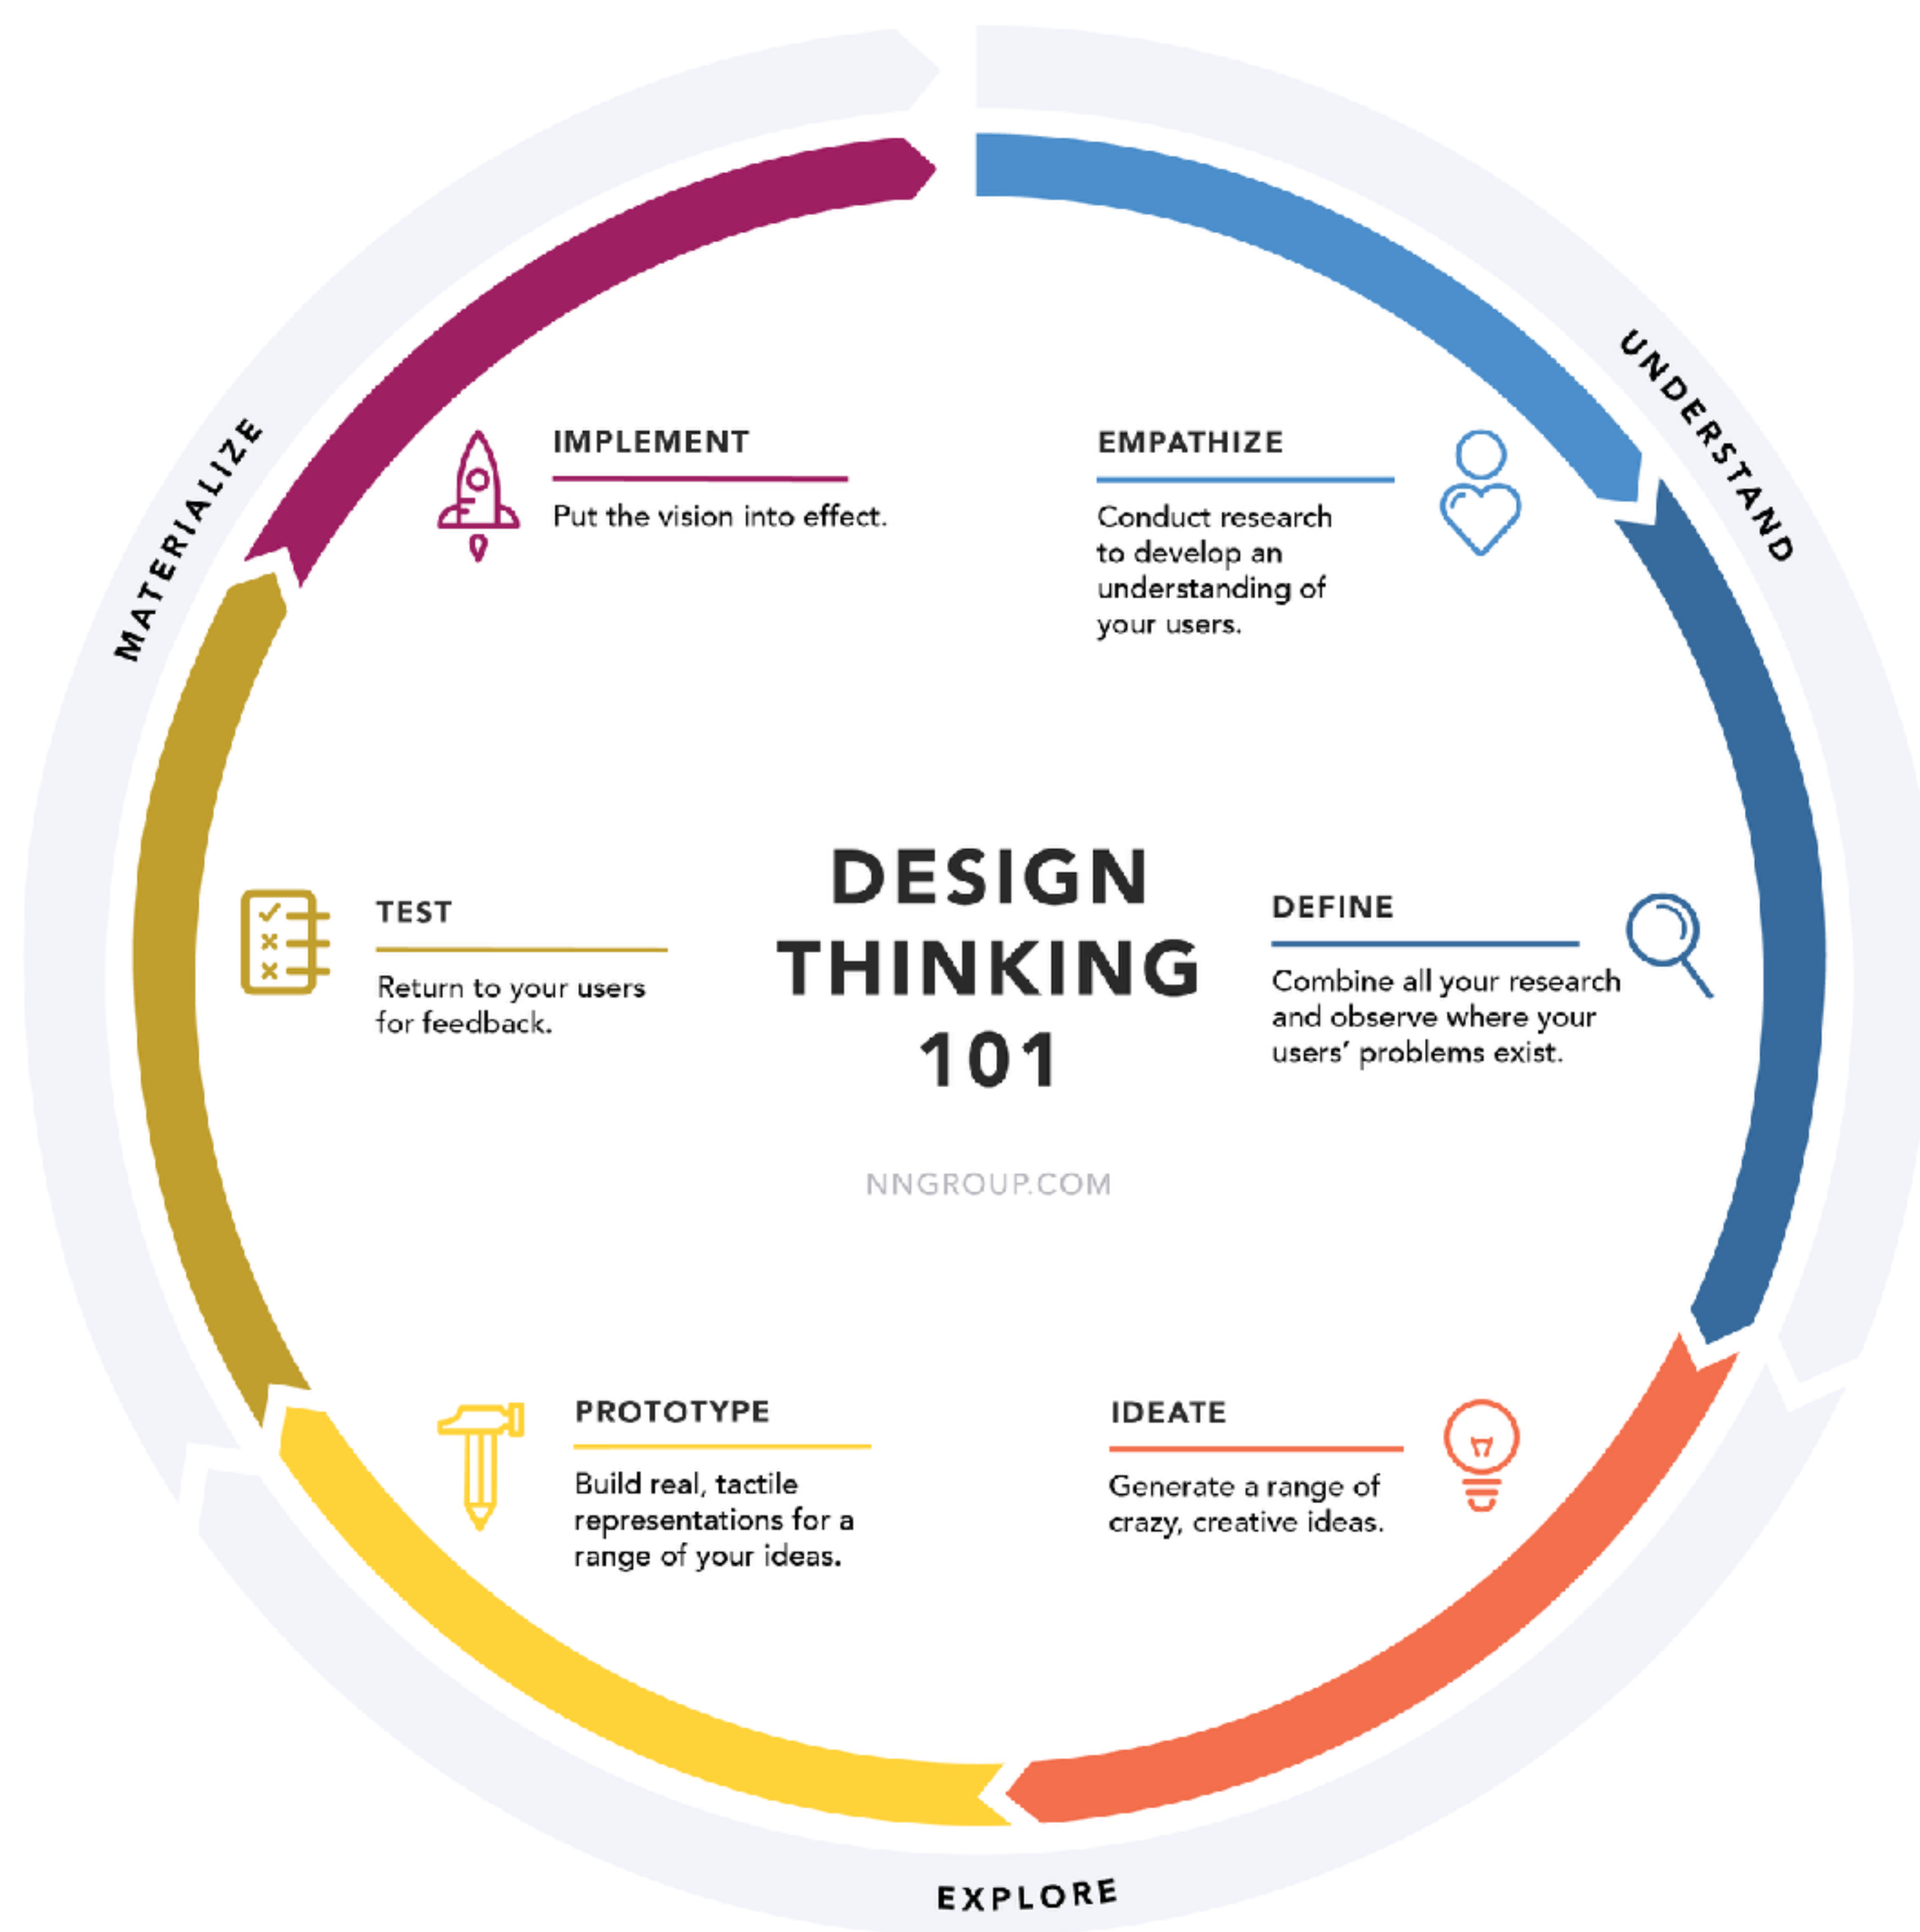 UNDERSTAND
EMPATHIZE
Conduct research
to develop an
understanding of
your users.
DEFINE
Combine all your research
and observe where your
users’ problems exist.
EXPLORE
IDEATE
Generate a range of
crazy, creative ideas.
PROTOTYPE
Build real, tactile
representations for a
range of your ideas.
MATERIALIZE
TEST
Return to your users
for feedback.
IMPLEMENT
Put the vision into effect.
DESIGN
THINKING
101
NNGROUP.COM